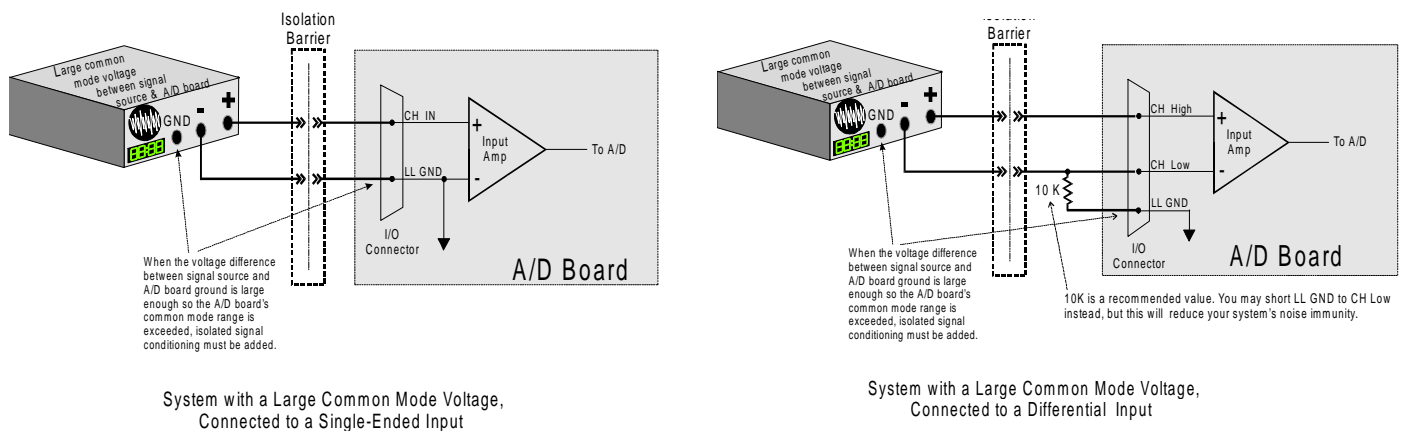 Isolation
Barrier
Large common
mode voltage
between signal
source & A/D board
GND
-
+
88:88
CH IN
LL GND
+
-
Input
Amp
To A/D
I/O
Connector
A/D Board
When the voltage difference
between signal source and
A/D board ground is large
enough so the A/D board's
common mode range is
exceeded, isolated signal
conditioning must be added.
System with a Large Common Mode Voltage,
Connected to a Single-Ended Input
Isolation
Barrier
Large common
mode voltage
between signal
source & A/D board
GND
-
+
88:88
CH High
CH Low
10 K
LL GND
+
-
Input
Amp
To A/D
I/O
Connector
A/D Board
When the voltage difference
between signal source and
A/D board ground is large
enough so the A/D board's
common mode range is
exceeded, isolated signal
conditioning must be added.
10K is a recommended value. You may short LL GND to CH Low
instead, but this will reduce your system's noise immunity.
System with a Large Common Mode Voltage,
Connected to a Differential Input